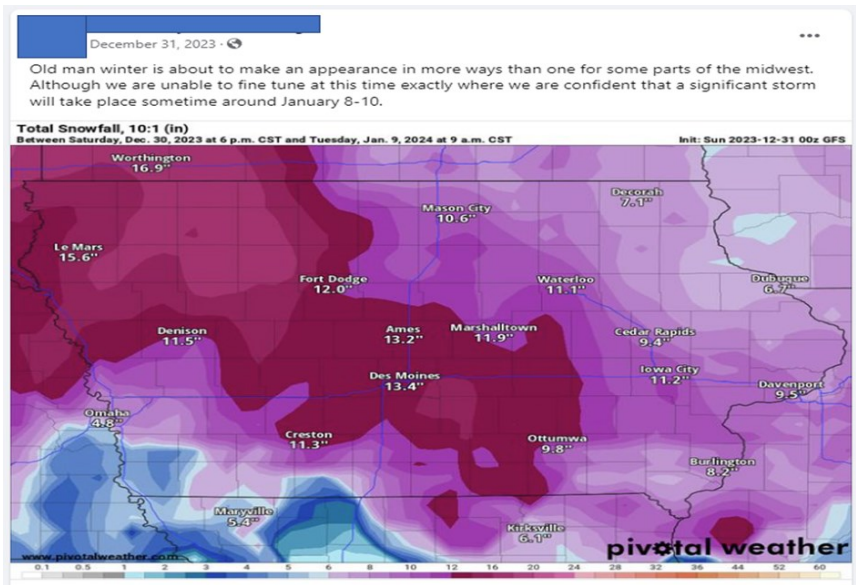 December 31, 2023 ·
Old man winter is about to make an appearance in more ways than one for some parts of the midwest.
Although we are unable to fine tune at this time exactly where we are confident that a significant storm
will take place sometime around January 8-10.
Total Snowfall, 10:1 (in)
Between Saturday, Dec. 30, 2023 at 6 p.m. CST and Tuesday, Jan. 9, 2024 at 9 a.m. CST Init: Sun 2023-12-31 00z GFS
Worthington
16.9"
Decorah
7.1"
Mason City
10.6"
Le Mars
15.6"
Fort Dodge
12.0"
Waterloo
11.1"
Dubuque
6.7"
Denison
11.5"
Ames
13.2"
Marshalltown
11.9"
Cedar Rapids
9.4"
Des Moines
13.4"
Iowa City
11.2"
Davenport
9.5"
Omaha
4.8"
Creston
11.3"
Ottumwa
9.8"
Burlington
8.2"
Maryville
5.4"
Kirksville
6.1"
www.pivotalweather.com
pivotal weather
0.1 0.5 1 2 3 4 5 6 8 10 12 16 20 24 28 32 36 44 52 60